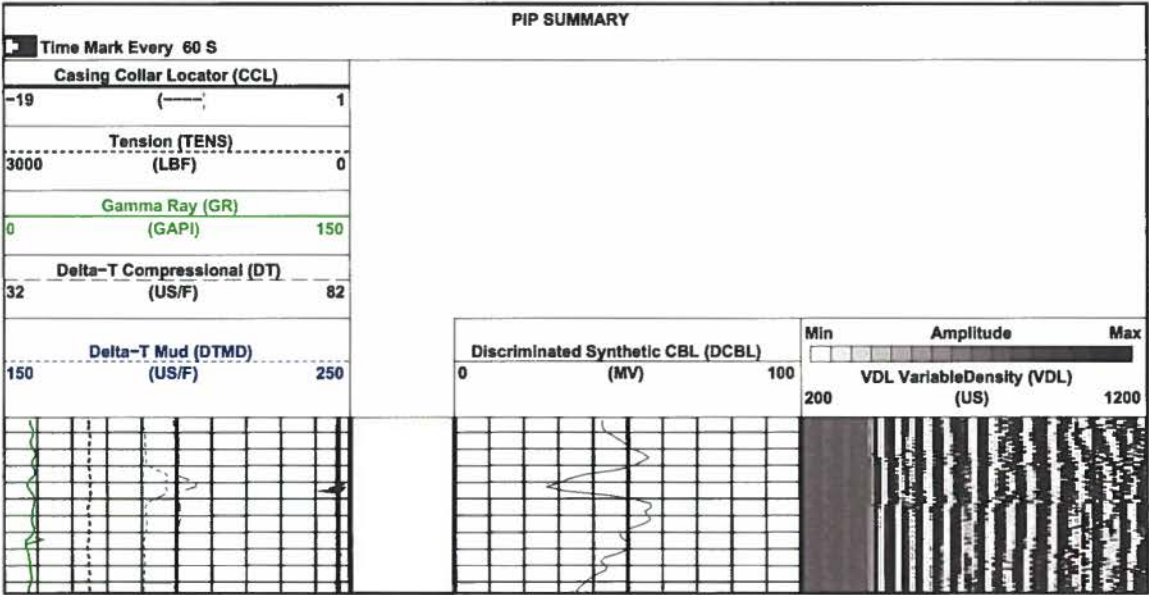 PIP SUMMARY
Time Mark Every 60 S
Casing Collar Locator (CCL)
-19 (----) 1
Tension (TENS)
3000 (LBF) 0
Gamma Ray (GR)
0 (GAPI) 150
Delta-T Compressional (DT)
32 (US/F) 82
Delta-T Mud (DTMD)
150 (US/F) 250
Discriminated Synthetic CBL (DCBL)
0 (MV) 100
Min Amplitude Max
VDL VariableDensity (VDL)
200 (US) 1200